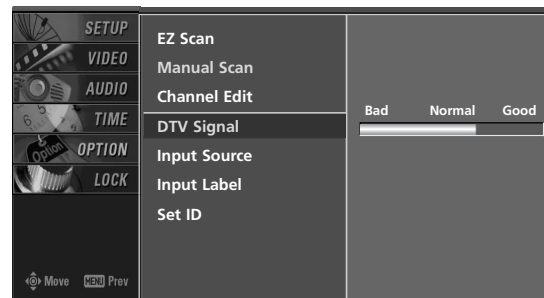 SETUP
VIDEO
AUDIO
TIME
OPTION
LOCK
Move MENU Prev
EZ Scan
Manual Scan
Channel Edit
DTV Signal
Input Source
Input Label
Set ID
Bad Normal Good